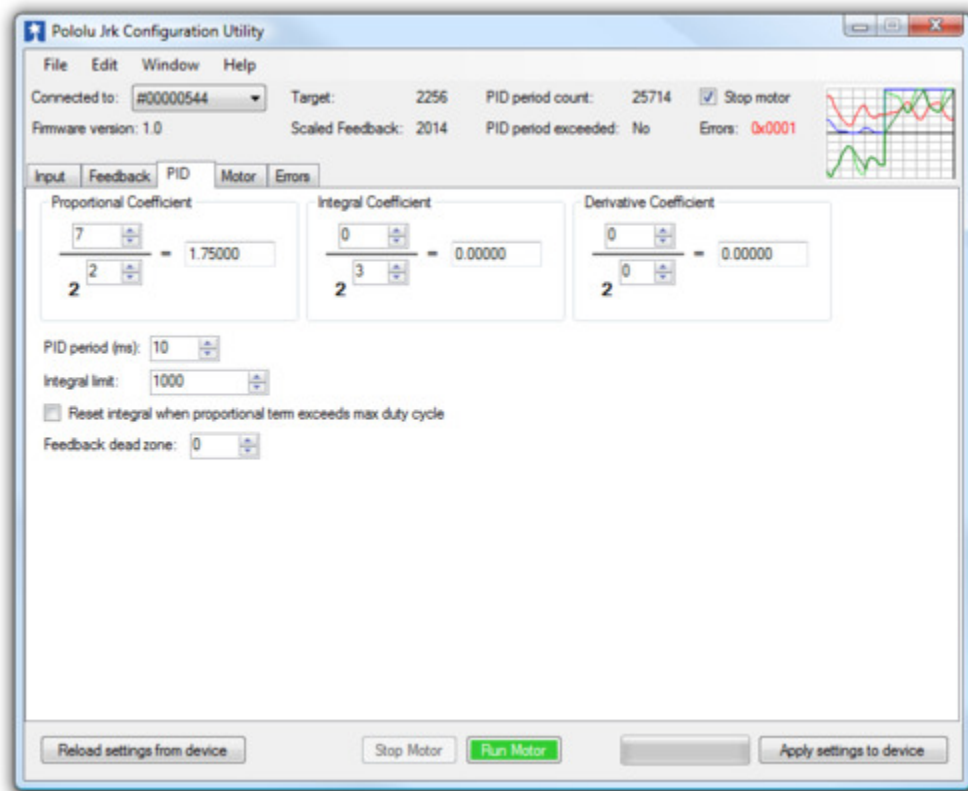 Pololu Jrk Configuration Utility
File Edit Window Help
Connected to: #00000544 Target: 2256 PID period count: 25714 Stop motor
Firmware version: 1.0 Scaled Feedback: 2014 PID period exceeded: No Errors: 0x0001
Input Feedback PID Motor Errors
Proportional Coefficient Integral Coefficient Derivative Coefficient
7 0 0
= 1.75000 = 0.00000 = 0.00000
2 2 2 3 2 0
PID period (ms): 10
Integral limit: 1000
Reset integral when proportional term exceeds max duty cycle
Feedback dead zone: 0
Reload settings from device Stop Motor Run Motor Apply settings to device